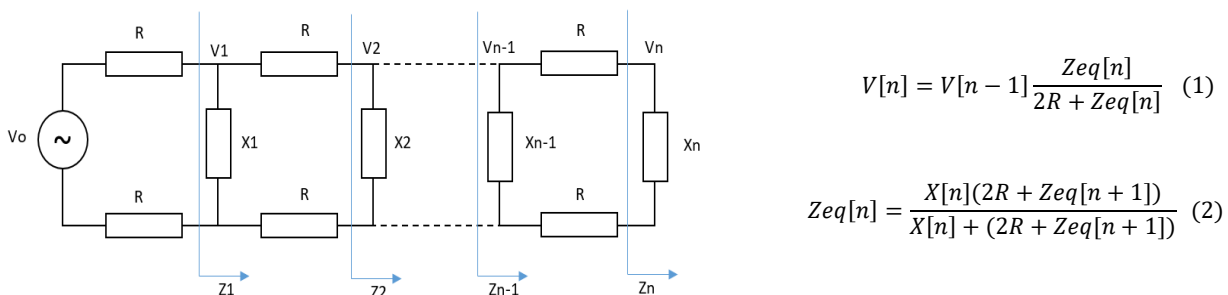 R V1 R V2 Vn-1 R Vn
Vo ~ X1 X2 Xn-1 Xn
R R R
Z1 Z2 Zn-1 Zn
V[n] = V[n − 1] Zeq[n] / 2R + Zeq[n] (1)
Zeq[n] = X[n](2R + Zeq[n + 1]) / X[n] + (2R + Zeq[n + 1]) (2)